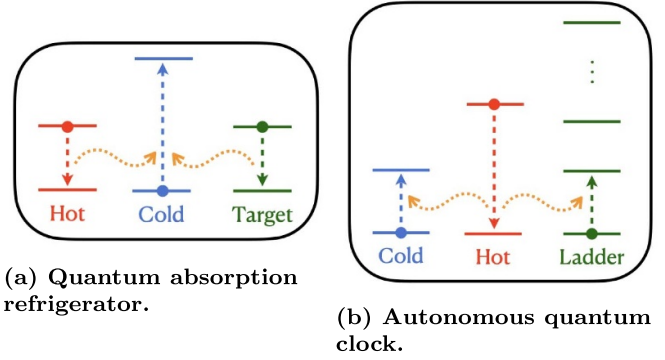 Hot
Cold
Target
(a) Quantum absorption
refrigerator.
Cold
Hot
Ladder
(b) Autonomous quantum
clock.